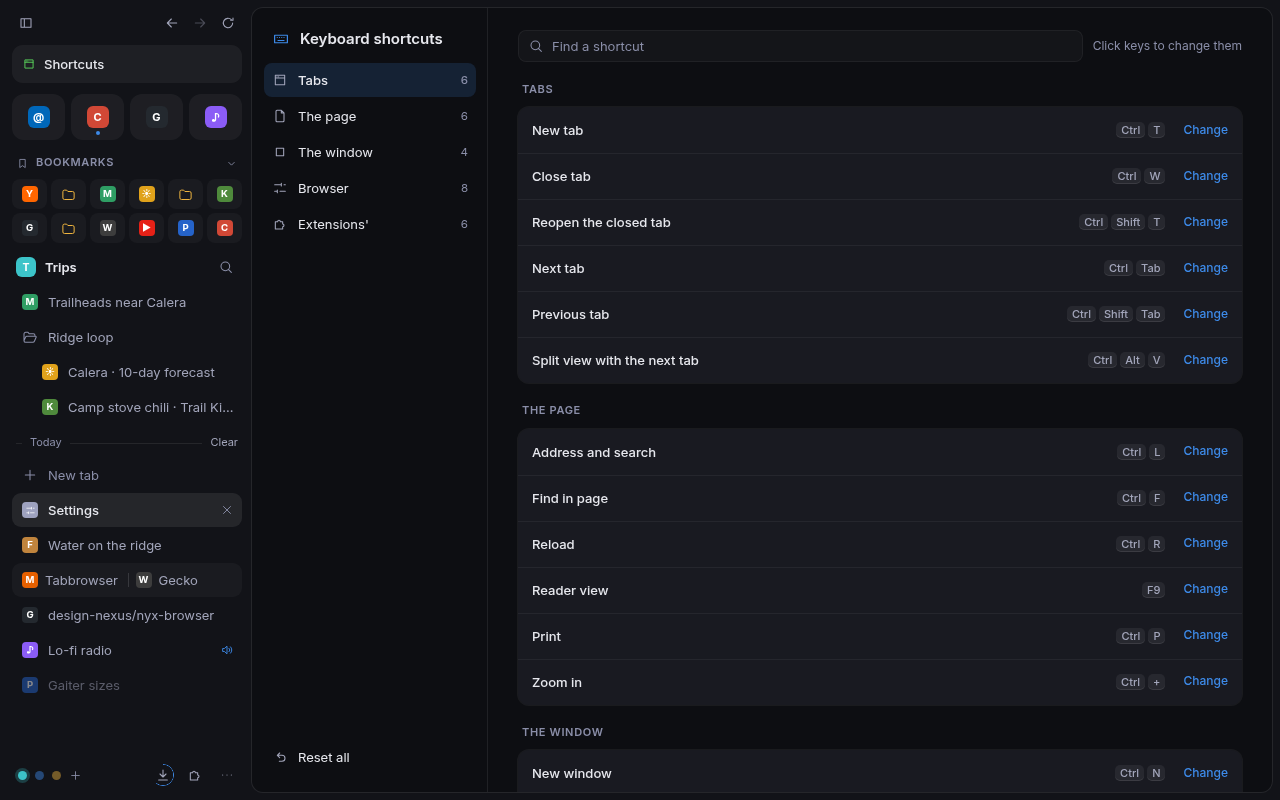 Shortcuts
@
C
G
BOOKMARKS
Y
M
K
G
W
P
C
T Trips
M Trailheads near Calera
Ridge loop
Calera · 10-day forecast
K Camp stove chili · Trail Ki...
Today
Clear
New tab
Settings
F Water on the ridge
M Tabbrowser
W Gecko
G design-nexus/nyx-browser
Lo-fi radio
P Gaiter sizes
Keyboard shortcuts
Tabs 6
The page 6
The window 4
Browser 8
Extensions' 6
Reset all
Find a shortcut
Click keys to change them
TABS
New tab Ctrl T Change
Close tab Ctrl W Change
Reopen the closed tab Ctrl Shift T Change
Next tab Ctrl Tab Change
Previous tab Ctrl Shift Tab Change
Split view with the next tab Ctrl Alt V Change
THE PAGE
Address and search Ctrl L Change
Find in page Ctrl F Change
Reload Ctrl R Change
Reader view F9 Change
Print Ctrl P Change
Zoom in Ctrl + Change
THE WINDOW
New window Ctrl N Change